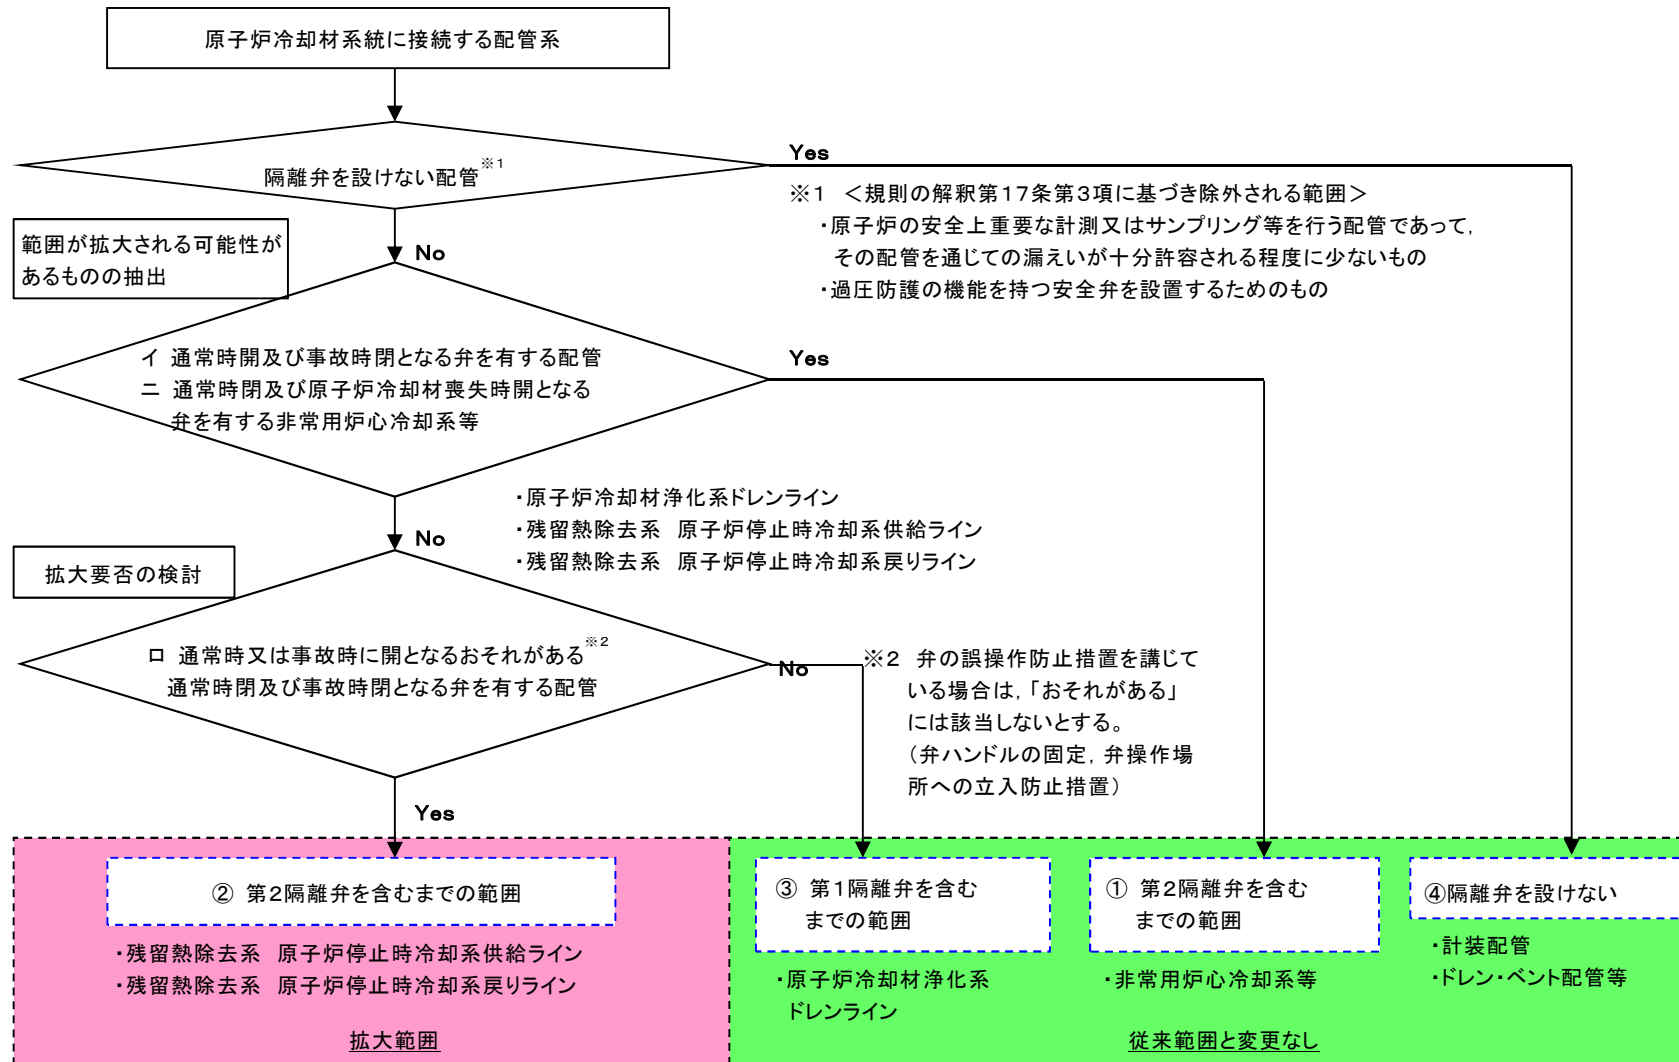 原子炉冷却材系統に接続する配管系
隔離弁を設けない配管※1
Yes
※1 ＜規則の解釈第17条第3項に基づき除外される範囲＞
・原子炉の安全上重要な計測又はサンプリング等を行う配管であって，
その配管を通じての漏えいが十分許容される程度に少ないもの
・過圧防護の機能を持つ安全弁を設置するためのもの
範囲が拡大される可能性が
あるものの抽出
No
イ 通常時開及び事故時閉となる弁を有する配管
ニ 通常時閉及び原子炉冷却材喪失時開となる
弁を有する非常用炉心冷却系等
Yes
No
・原子炉冷却材浄化系ドレンライン
・残留熱除去系 原子炉停止時冷却系供給ライン
・残留熱除去系 原子炉停止時冷却系戻りライン
拡大要否の検討
ロ 通常時又は事故時に開となるおそれがある※2
通常時閉及び事故時閉となる弁を有する配管
No
※2 弁の誤操作防止措置を講じて
いる場合は，「おそれがある」
には該当しないとする。
（弁ハンドルの固定，弁操作場
所への立入防止措置）
Yes
② 第2隔離弁を含むまでの範囲
・残留熱除去系 原子炉停止時冷却系供給ライン
・残留熱除去系 原子炉停止時冷却系戻りライン
拡大範囲
③ 第1隔離弁を含む
までの範囲
・原子炉冷却材浄化系
ドレンライン
① 第2隔離弁を含む
までの範囲
・非常用炉心冷却系等
④隔離弁を設けない
・計装配管
・ドレン・ベント配管等
従来範囲と変更なし